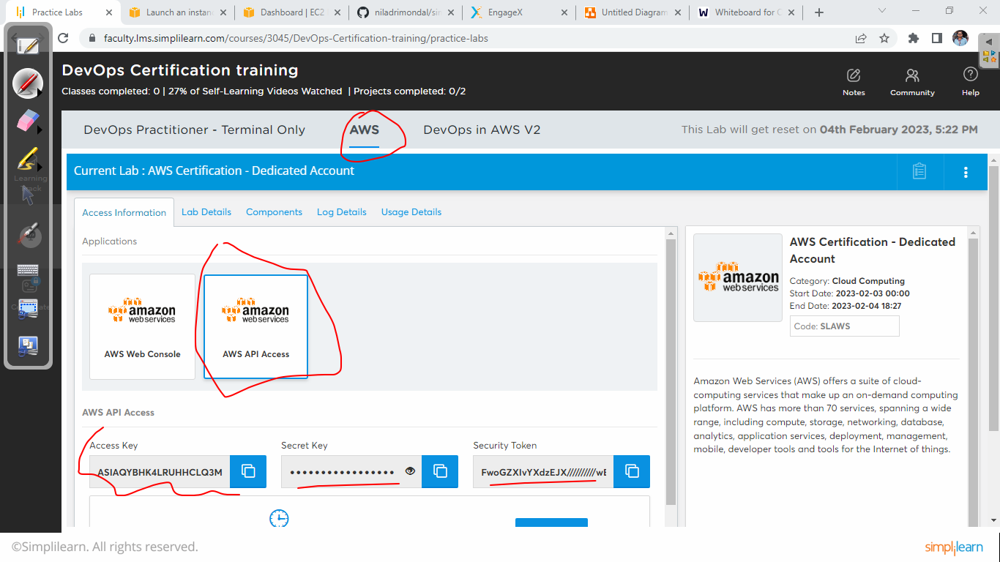 Practice Labs
Launch an instan
Dashboard | EC2
niladrimondal/sin
EngageX
Untitled Diagram
Whiteboard for C
faculty.lms.simplilearn.com/courses/3045/DevOps-Certification-training/practice-labs
DevOps Certification training
Classes completed: 0 | 27% of Self-Learning Videos Watched | Projects completed: 0/2
Notes
Community
Help
DevOps Practitioner - Terminal Only
AWS
DevOps in AWS V2
This Lab will get reset on 04th February 2023, 5:22 PM
Learning
Track
Current Lab : AWS Certification - Dedicated Account
Access Information
Lab Details
Components
Log Details
Usage Details
Applications
amazon
web services
AWS Web Console
amazon
web services
AWS API Access
AWS API Access
Access Key
Secret Key
Security Token
ASIAQYBHK4LRUHHCLQ3M
••••••••••••••••••
FwoGZXIvYXdzEJX//////////wE
amazon
web services
AWS Certification - Dedicated
Account
Category: Cloud Computing
Start Date: 2023-02-03 00:00
End Date: 2023-02-04 18:27
Code: SLAWS
Amazon Web Services (AWS) offers a suite of cloud-
computing services that make up an on-demand computing
platform. AWS has more than 70 services, spanning a wide
range, including compute, storage, networking, database,
analytics, application services, deployment, management,
mobile, developer tools and tools for the Internet of things.
©Simplilearn. All rights reserved.
simplilearn